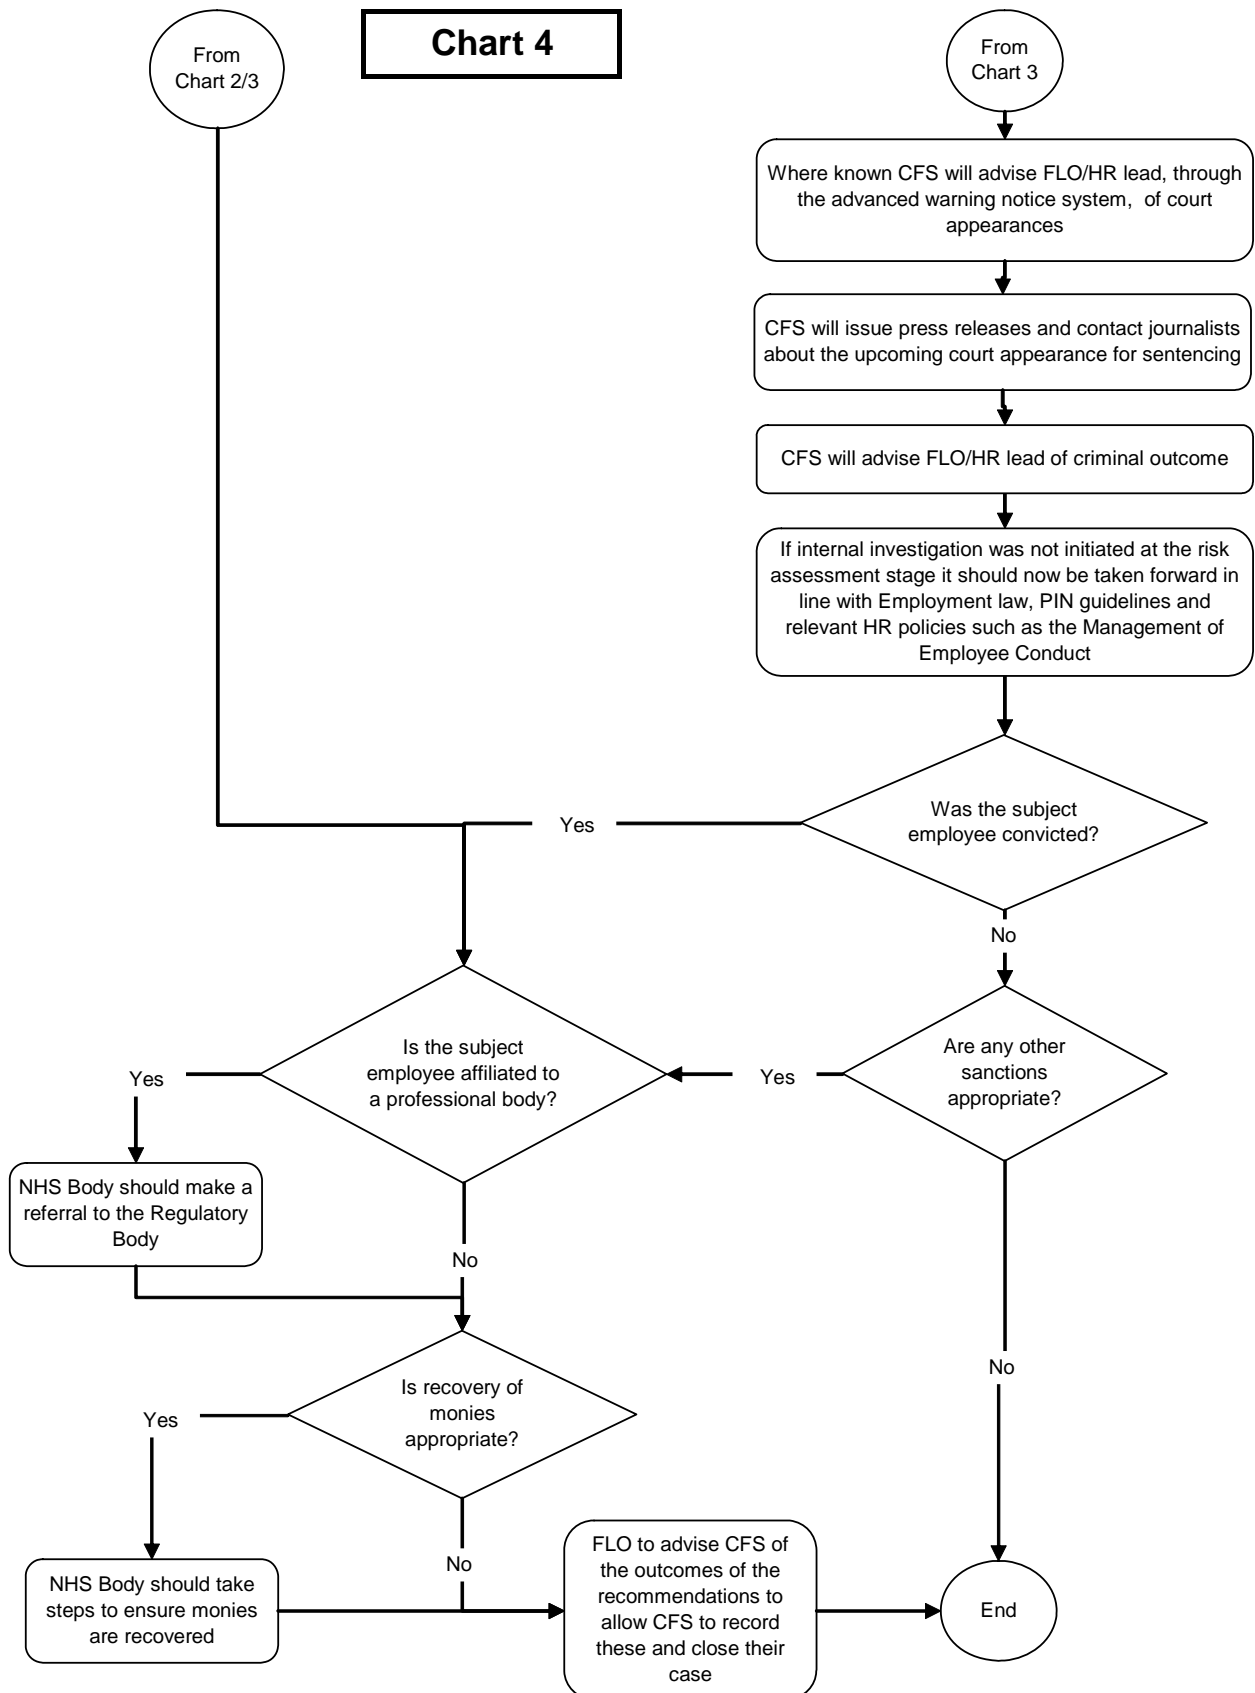 From
Chart 2/3
Chart 4
From
Chart 3
Where known CFS will advise FLO/HR lead, through
the advanced warning notice system,  of court
appearances
CFS will issue press releases and contact journalists
about the upcoming court appearance for sentencing
CFS will advise FLO/HR lead of criminal outcome
If internal investigation was not initiated at the risk
assessment stage it should now be taken forward in
line with Employment law, PIN guidelines and
relevant HR policies such as the Management of
Employee Conduct
Was the subject
employee convicted?
Yes
No
Is the subject
employee affiliated to
a professional body?
Are any other
sanctions
appropriate?
Yes
Yes
NHS Body should make a
referral to the Regulatory
Body
No
No
Is recovery of
monies
appropriate?
Yes
No
NHS Body should take
steps to ensure monies
are recovered
FLO to advise CFS of
the outcomes of the
recommendations to
allow CFS to record
these and close their
case
End